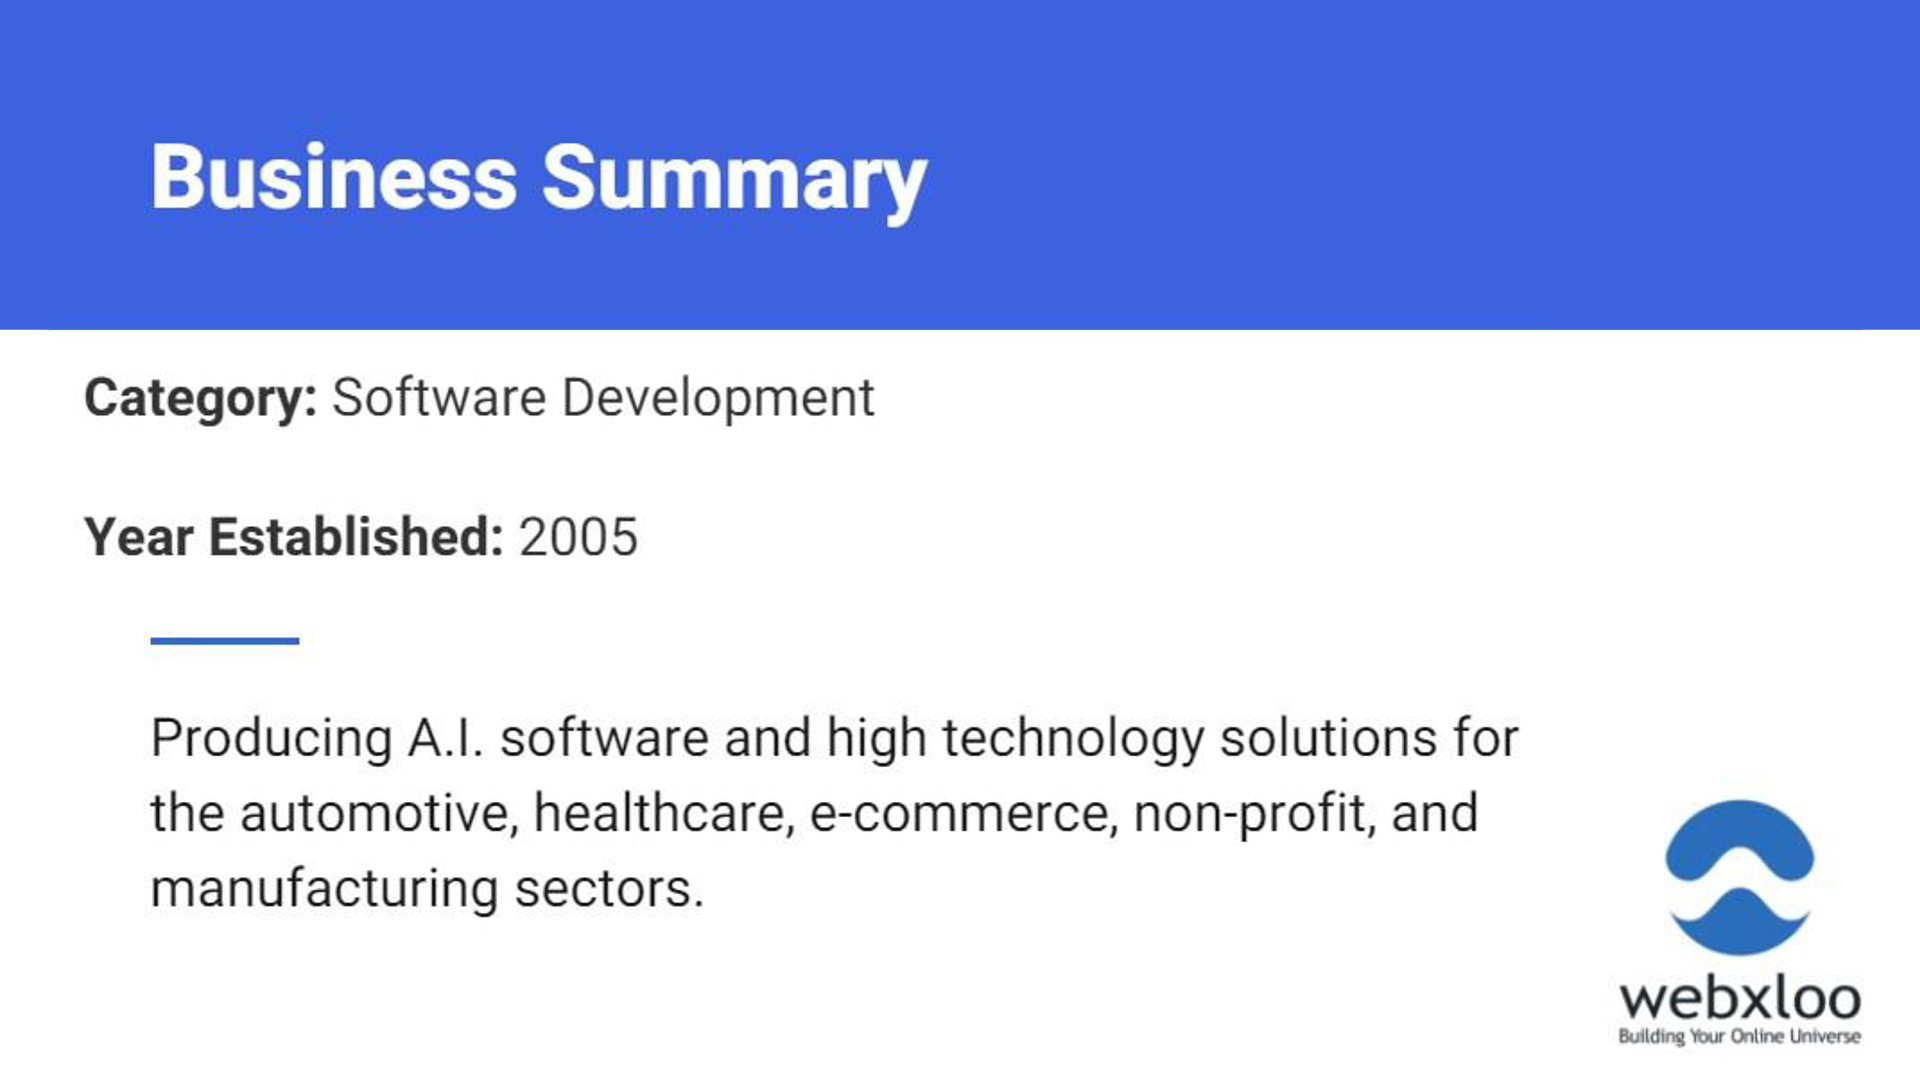 Business Summary
Category: Software Development
Year Established: 2005
Producing A.I. software and high technology solutions for
the automotive, healthcare, e-commerce, non-profit, and
manufacturing sectors.
webxloo
Building Your Online Universe